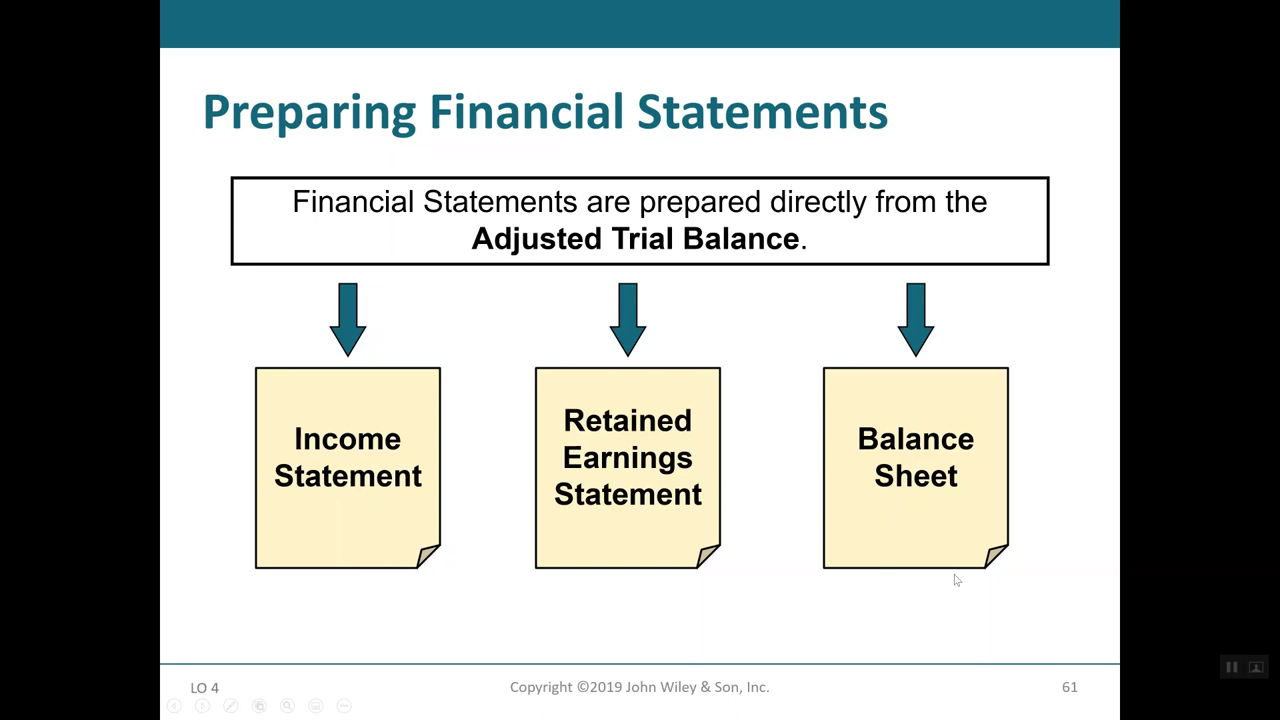 Preparing Financial Statements
Financial Statements are prepared directly from the
Adjusted Trial Balance.
Income
Statement
Retained
Earnings
Statement
Balance
Sheet
LO 4
Copyright ©2019 John Wiley & Son, Inc.
61